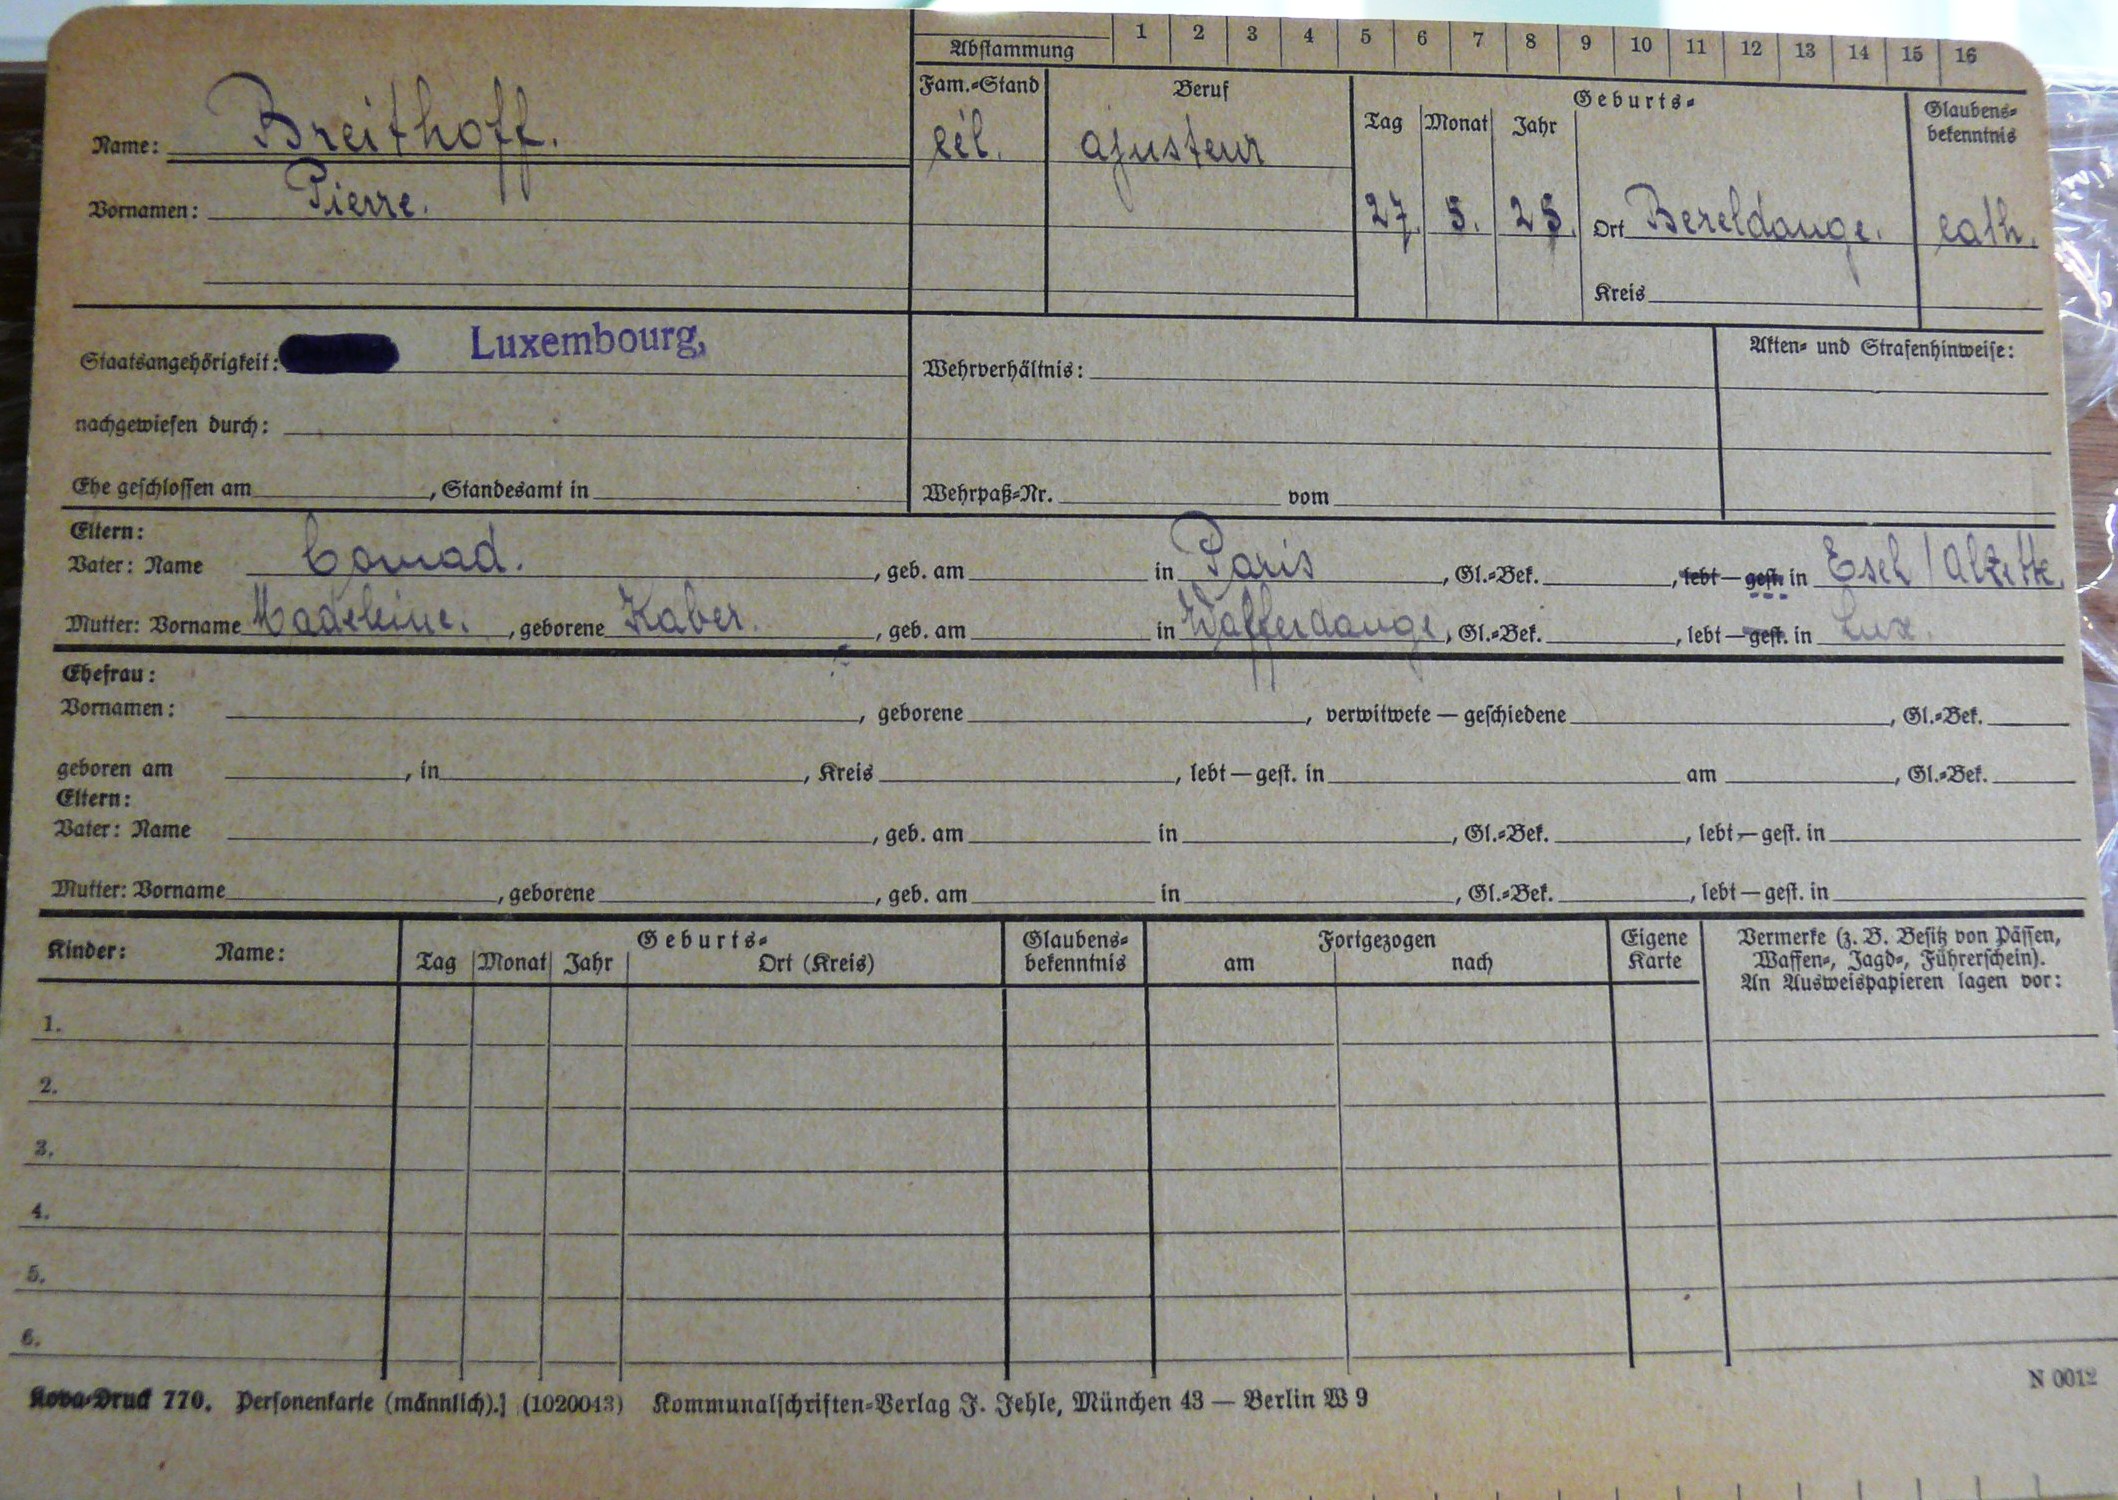 Abstammung 1 2 3 4 5 6 7 8 9 10 11 12 13 14 15 16
Fam.-Stand Beruf Geburts- Glaubens-
Tag Monat Jahr bekenntnis
Name: Breithoff. cél. ajusteur
Vornamen: Pierre. 27. 5. 25. Ort Bereldange. cath.
Kreis
Staatsangehörigkeit: Luxembourg, Wehrverhältnis: Akten- und Strafenhinweise:
nachgewiesen durch:
Ehe geschlossen am , Standesamt in Wehrpaß-Nr. vom
Eltern:
Vater: Name Conrad. , geb. am in Paris , Gl.-Bek. , lebt — gest. in Esch / Alzette.
Mutter: Vorname Madeleine. , geborene Kaber. , geb. am in Walferdange , Gl.-Bek. , lebt — gest. in Lux.
Ehefrau:
Vornamen: , geborene , verwitwete — geschiedene , Gl.-Bek.
geboren am , in , Kreis , lebt — gest. in am , Gl.-Bek.
Eltern:
Vater: Name , geb. am in , Gl.-Bek. , lebt — gest. in
Mutter: Vorname , geborene , geb. am in , Gl.-Bek. , lebt — gest. in
Kinder: Name: Geburts- Glaubens- Fortgezogen Eigene Vermerke (z. B. Besitz von Pässen,
Tag Monat Jahr Ort (Kreis) bekenntnis am nach Karte Waffen-, Jagd-, Führerschein).
An Ausweispapieren lagen vor:
1.
2.
3.
4.
5.
6.
N 0012
Kova-Druck 770. Personenkarte (männlich).] (1020043) Kommunalschriften-Verlag J. Jehle, München 43 — Berlin W 9